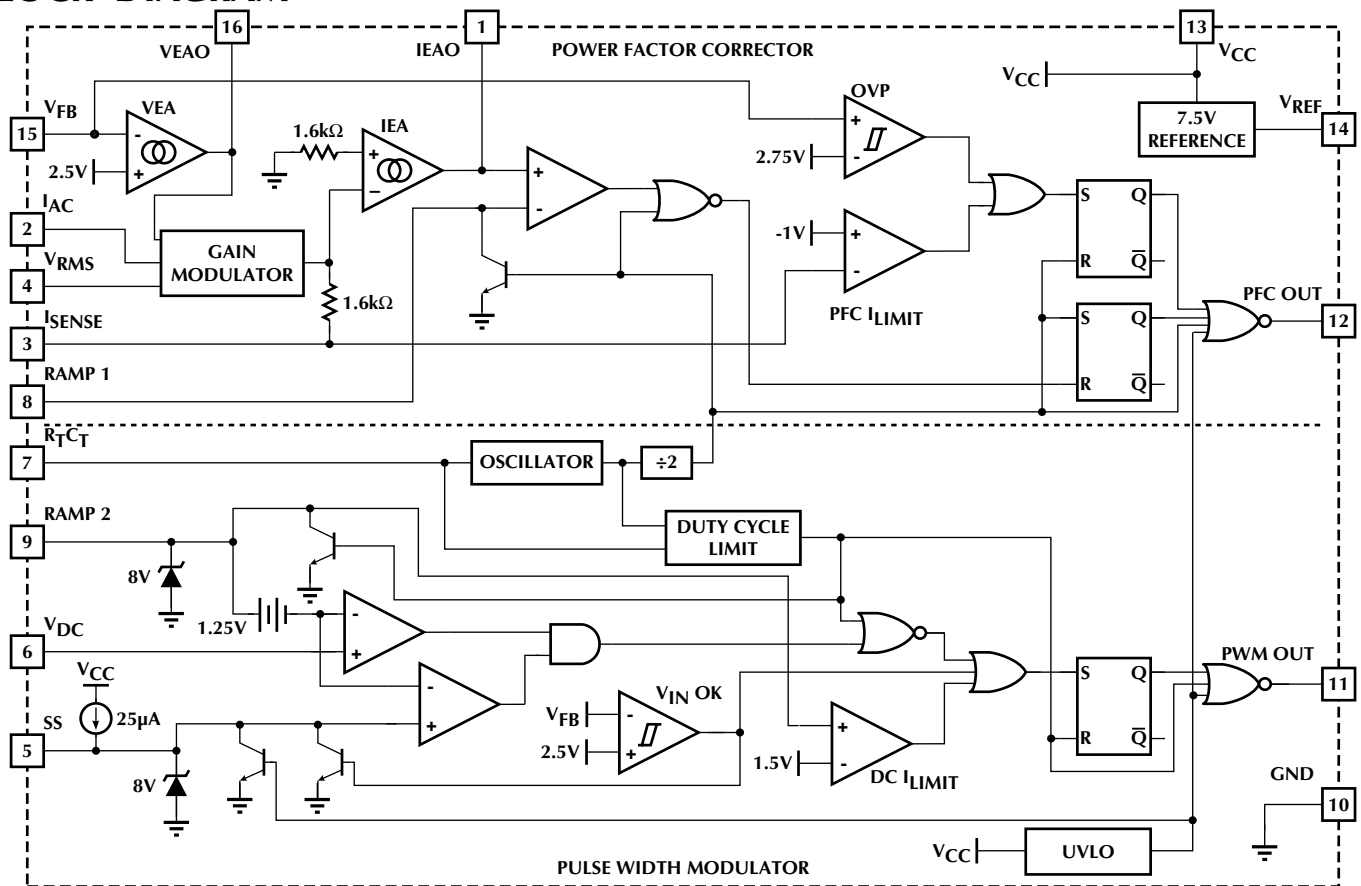 16
VEAO
1
IEAO
POWER FACTOR CORRECTOR
13
VCC
VCC
7.5V
REFERENCE
VREF
14
VFB
15
VEA
-
+
2.5V
1.6kΩ
IEA
+
–
+
-
OVP
+
-
2.75V
IAC
2
VRMS
4
GAIN
MODULATOR
1.6kΩ
-1V
+
-
PFC ILIMIT
S
Q
R
Q
S
Q
R
Q
PFC OUT
12
ISENSE
3
RAMP 1
8
RTCT
7
OSCILLATOR
÷2
RAMP 2
9
8V
DUTY CYCLE
LIMIT
1.25V
-
+
VDC
6
VCC
25µA
SS
5
8V
-
+
VIN OK
VFB
-
2.5V
+
+
1.5V
-
DC ILIMIT
S
Q
R
Q
PWM OUT
11
GND
10
VCC
UVLO
PULSE WIDTH MODULATOR